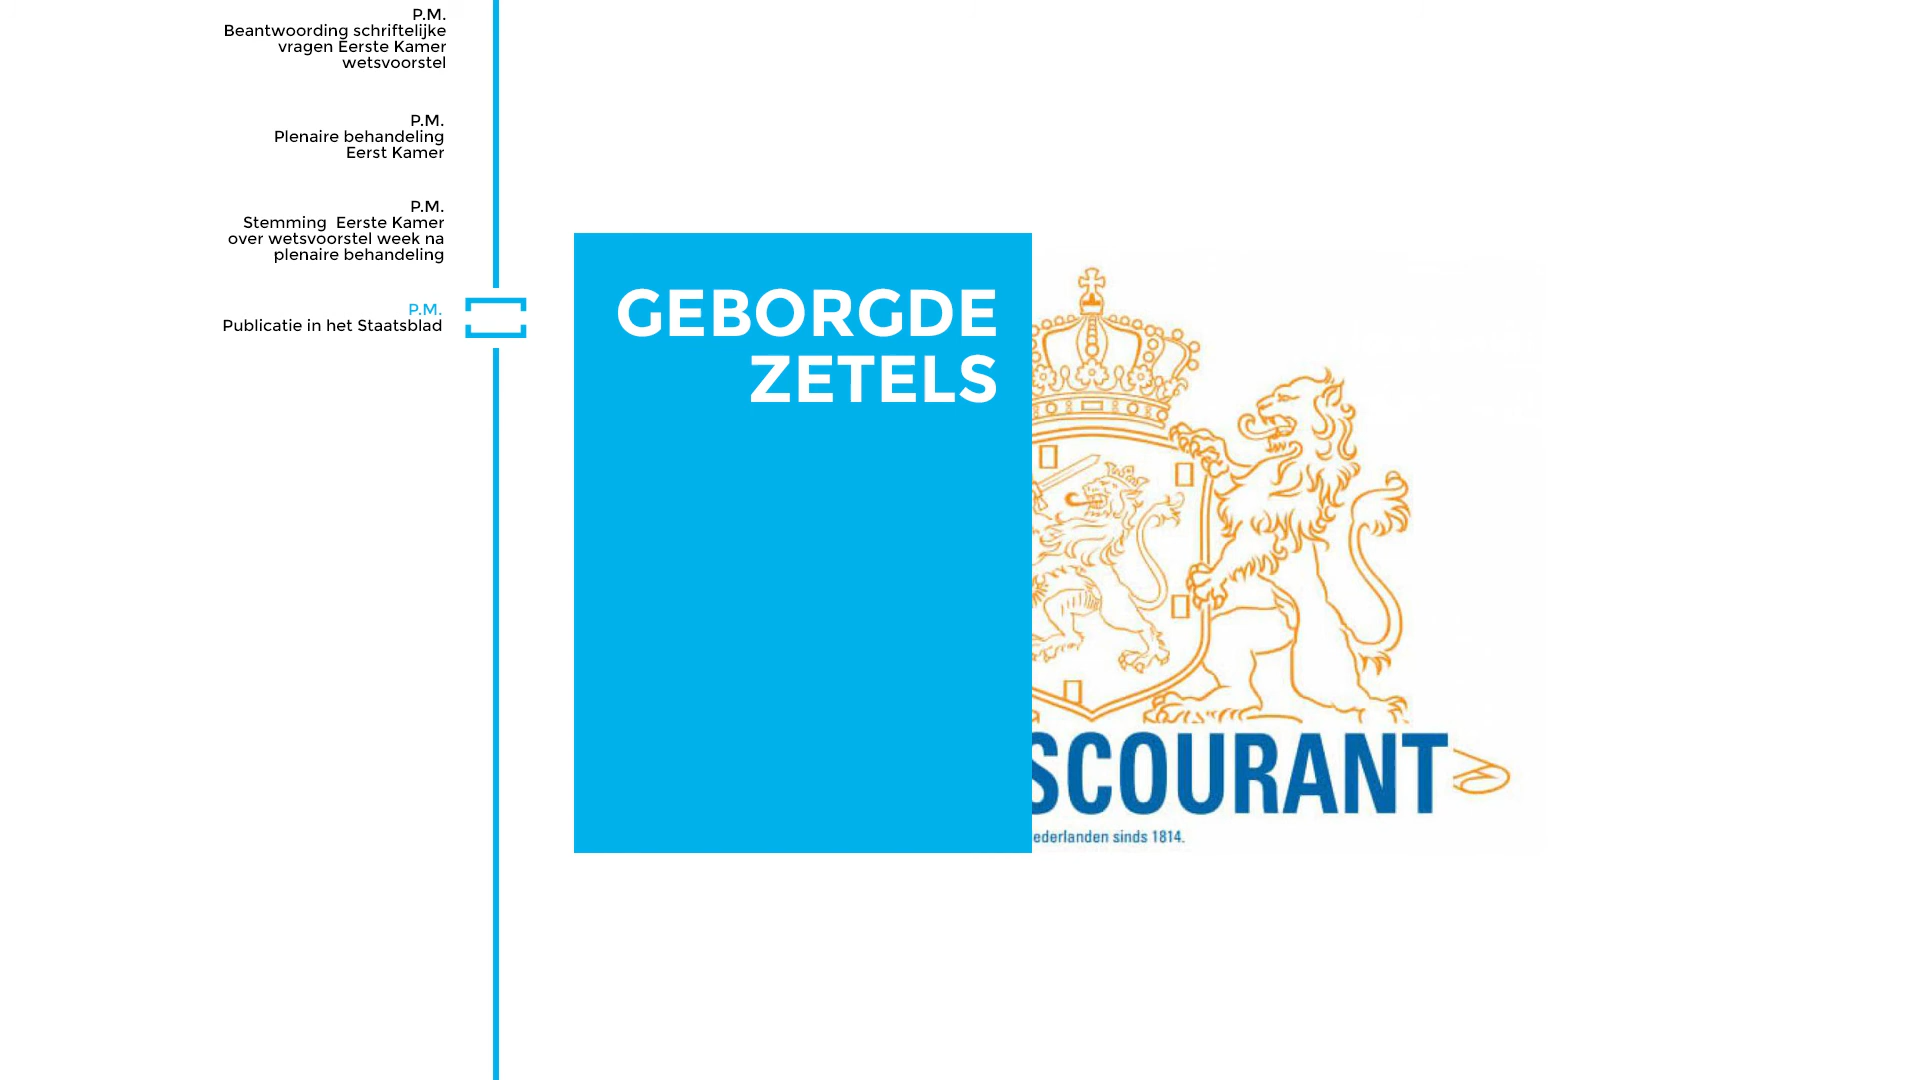 P.M.
Beantwoording schriftelijke
vragen Eerste Kamer
wetsvoorstel
P.M.
Plenaire behandeling
Eerst Kamer
P.M.
Stemming Eerste Kamer
over wetsvoorstel week na
plenaire behandeling
P.M.
Publicatie in het Staatsblad
GEBORGDE
ZETELS
SCOURANT
ederlanden sinds 1814.